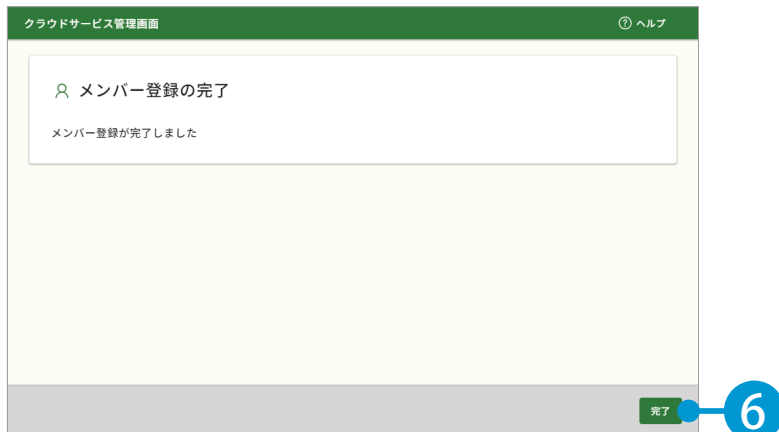 クラウドサービス管理画面
? ヘルプ
メンバー登録の完了
メンバー登録が完了しました
完了
6